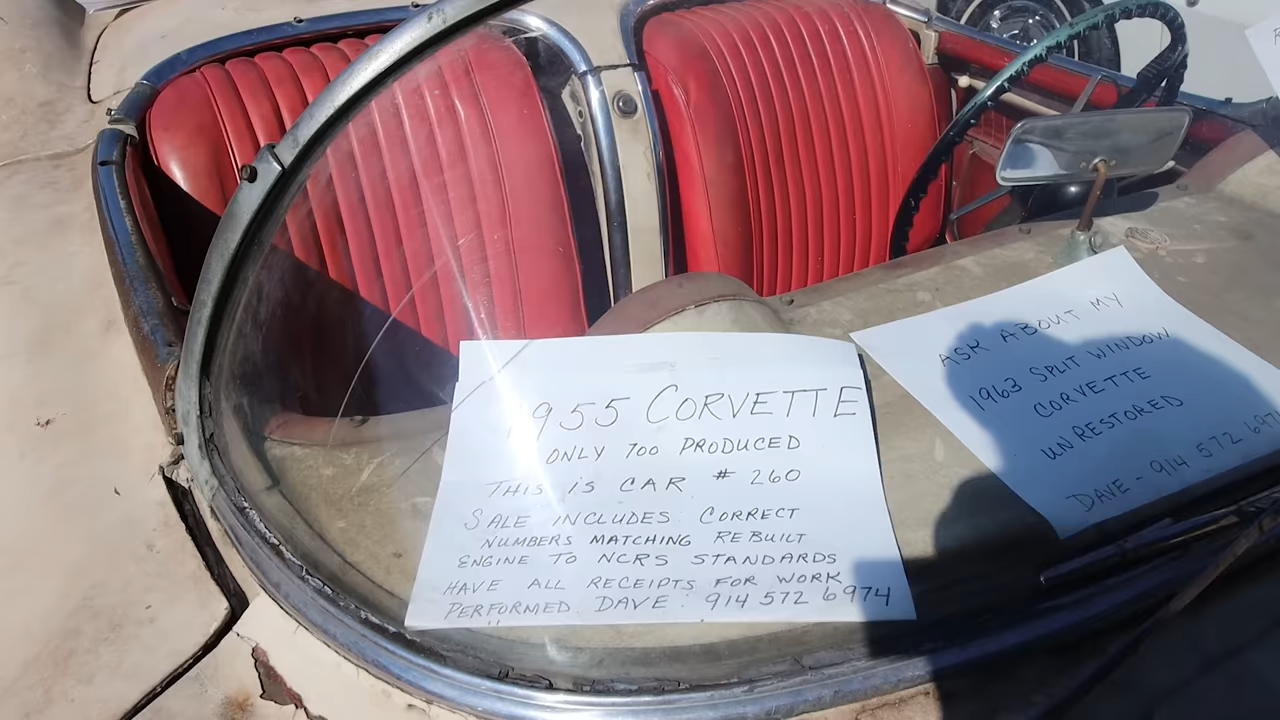 1955 CORVETTE
ONLY 700 PRODUCED
THIS IS CAR # 260
SALE INCLUDES: CORRECT
NUMBERS MATCHING REBUILT
ENGINE TO NCRS STANDARDS
HAVE ALL RECEIPTS FOR WORK
PERFORMED. DAVE: 914 572 6974
ASK ABOUT MY
1963 SPLIT WINDOW
CORVETTE
UNRESTORED
DAVE - 914 572 697